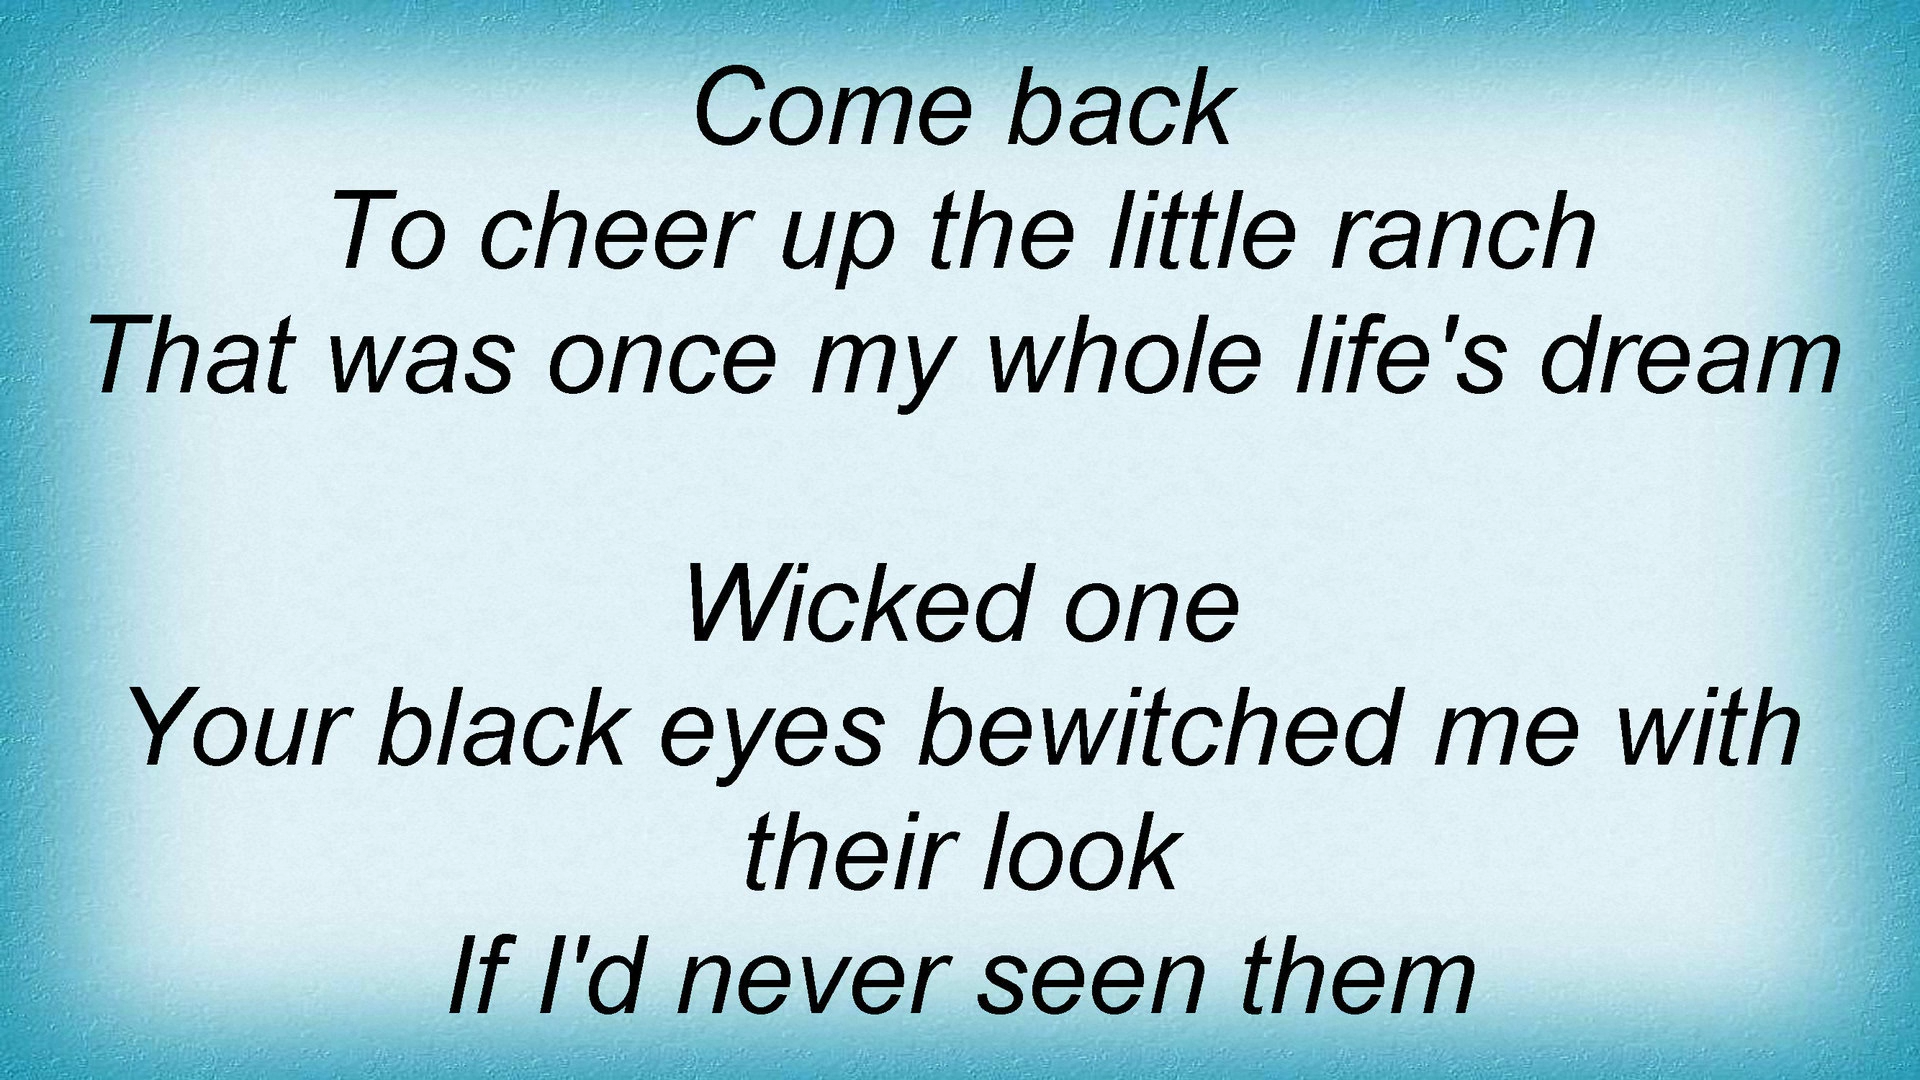 Come back
To cheer up the little ranch
That was once my whole life's dream
Wicked one
Your black eyes bewitched me with
their look
If I'd never seen them